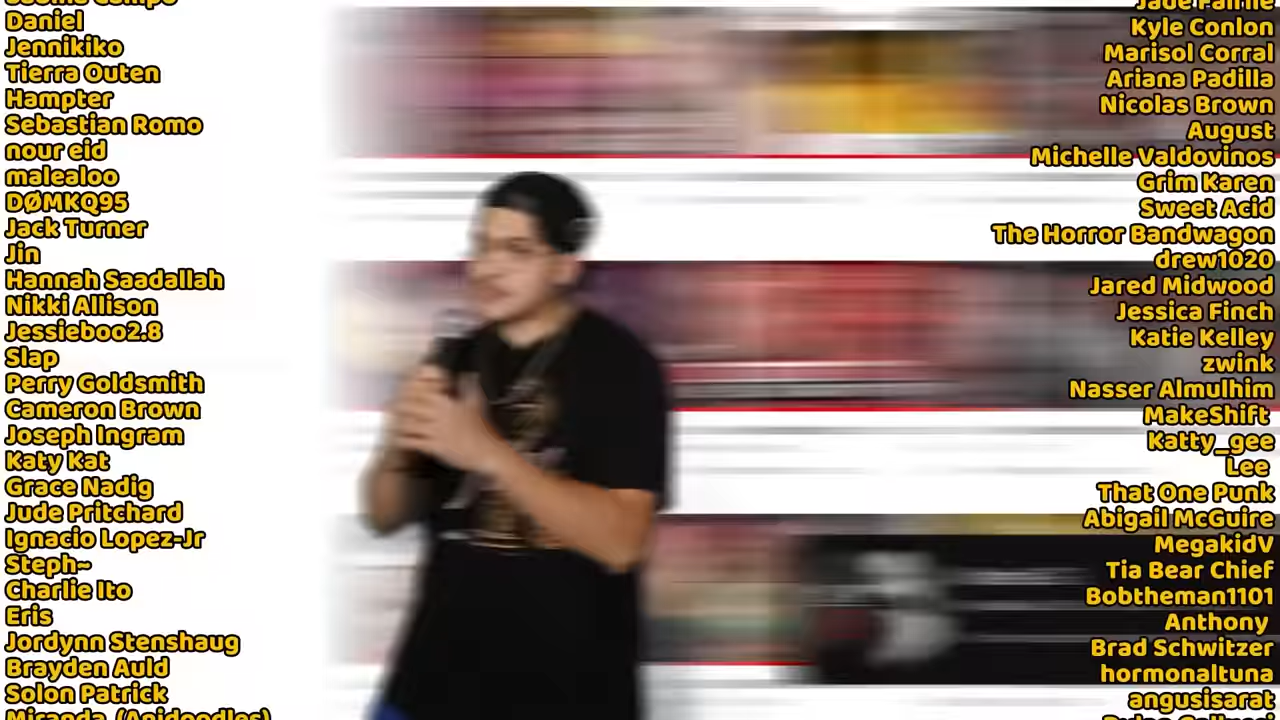 Daniel
Jennikiko
Tierra Outen
Hampter
Sebastian Romo
nour eid
malealoo
DØMKQ95
Jack Turner
Jin
Hannah Saadallah
Nikki Allison
Jessieboo2.8
Slap
Perry Goldsmith
Cameron Brown
Joseph Ingram
Katy Kat
Grace Nadig
Jude Pritchard
Ignacio Lopez-Jr
Steph~
Charlie Ito
Eris
Jordynn Stenshaug
Brayden Auld
Solon Patrick
Miranda (Anidoodles)
Jade Fairlie
Kyle Conlon
Marisol Corral
Ariana Padilla
Nicolas Brown
August
Michelle Valdovinos
Grim Karen
Sweet Acid
The Horror Bandwagon
drew1020
Jared Midwood
Jessica Finch
Katie Kelley
zwink
Nasser Almulhim
MakeShift
Katty_gee
Lee
That One Punk
Abigail McGuire
MegakidV
Tia Bear Chief
Bobtheman1101
Anthony
Brad Schwitzer
hormonaltuna
angusisarat